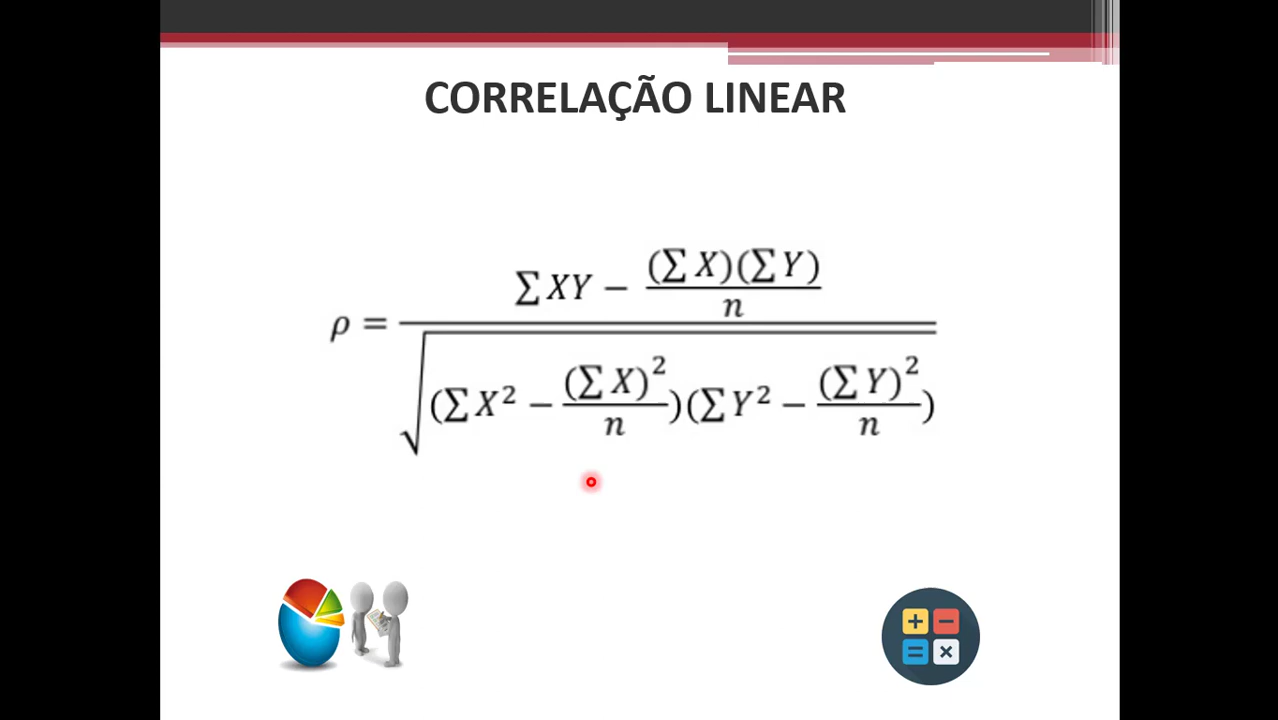 CORRELAÇÃO LINEAR
ρ = (∑ XY − (∑ X)(∑ Y) / n) / √((∑ X² − (∑ X)² / n)(∑ Y² − (∑ Y)² / n))
+ −
= ×